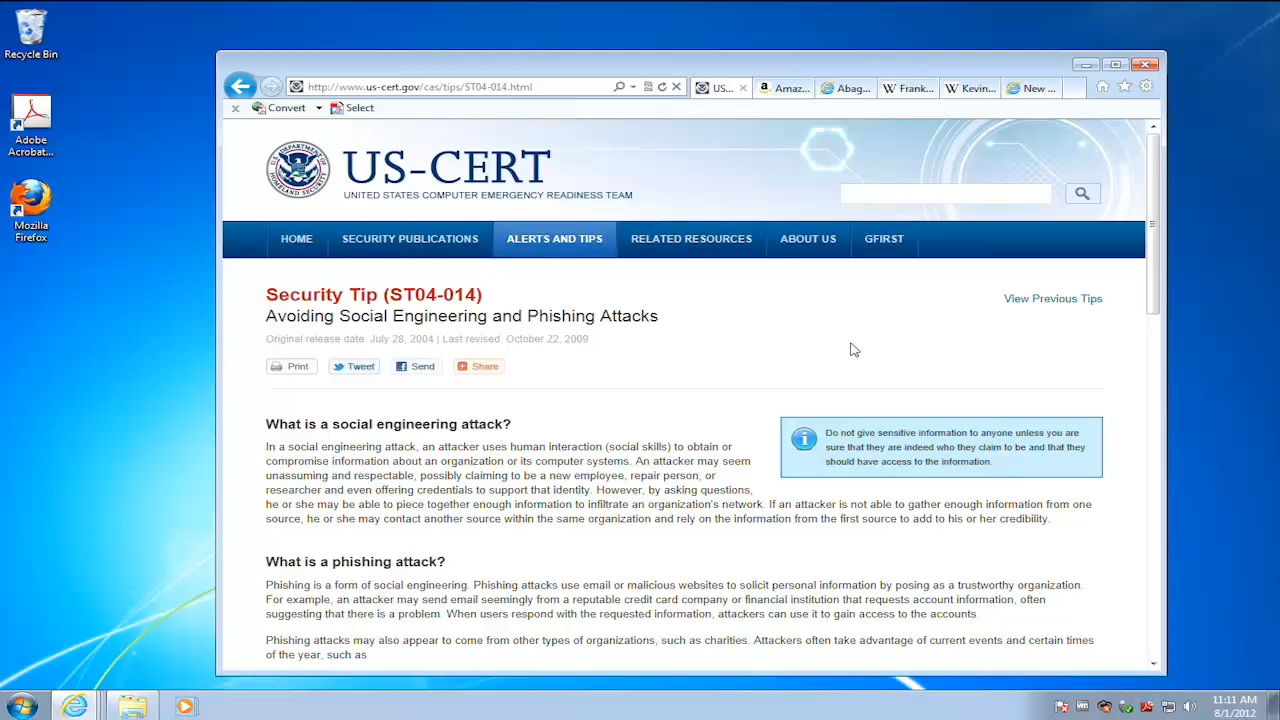 Recycle Bin
Adobe
Acrobat...
Mozilla
Firefox
http://www.us-cert.gov/cas/tips/ST04-014.html
US...
Amaz...
Abag...
Frank...
Kevin...
New ...
Convert
Select
US-CERT
UNITED STATES COMPUTER EMERGENCY READINESS TEAM
HOME
SECURITY PUBLICATIONS
ALERTS AND TIPS
RELATED RESOURCES
ABOUT US
GFIRST
Security Tip (ST04-014)
View Previous Tips
Avoiding Social Engineering and Phishing Attacks
Original release date: July 28, 2004 | Last revised October 22, 2009
Print
Tweet
Send
Share
What is a social engineering attack?
In a social engineering attack, an attacker uses human interaction (social skills) to obtain or
compromise information about an organization or its computer systems. An attacker may seem
unassuming and respectable, possibly claiming to be a new employee, repair person, or
researcher and even offering credentials to support that identity. However, by asking questions,
he or she may be able to piece together enough information to infiltrate an organization's network. If an attacker is not able to gather enough information from one
source, he or she may contact another source within the same organization and rely on the information from the first source to add to his or her credibility.
Do not give sensitive information to anyone unless you are
sure that they are indeed who they claim to be and that they
should have access to the information.
What is a phishing attack?
Phishing is a form of social engineering. Phishing attacks use email or malicious websites to solicit personal information by posing as a trustworthy organization.
For example, an attacker may send email seemingly from a reputable credit card company or financial institution that requests account information, often
suggesting that there is a problem. When users respond with the requested information, attackers can use it to gain access to the accounts.
Phishing attacks may also appear to come from other types of organizations, such as charities. Attackers often take advantage of current events and certain times
of the year, such as
11:11 AM
8/1/2012